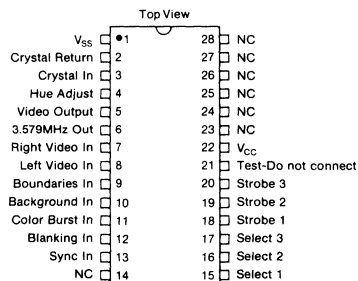 Top View
V_SS 1 28 NC
Crystal Return 2 27 NC
Crystal In 3 26 NC
Hue Adjust 4 25 NC
Video Output 5 24 NC
3.579MHz Out 6 23 NC
Right Video In 7 22 V_CC
Left Video In 8 21 Test-Do not connect
Boundaries In 9 20 Strobe 3
Background In 10 19 Strobe 2
Color Burst In 11 18 Strobe 1
Blanking In 12 17 Select 3
Sync In 13 16 Select 2
NC 14 15 Select 1